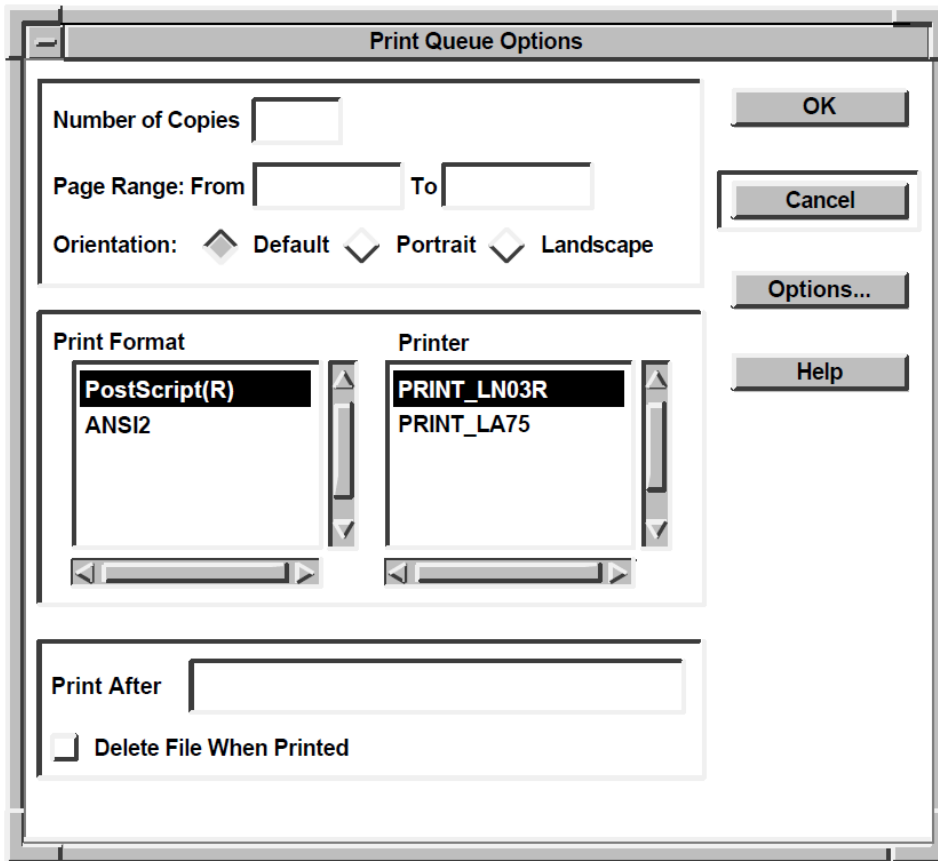 Print Queue Options
Number of Copies
Page Range: From To
Orientation: Default Portrait Landscape
Print Format
PostScript(R)
ANSI2
Printer
PRINT_LN03R
PRINT_LA75
Print After
Delete File When Printed
OK
Cancel
Options...
Help